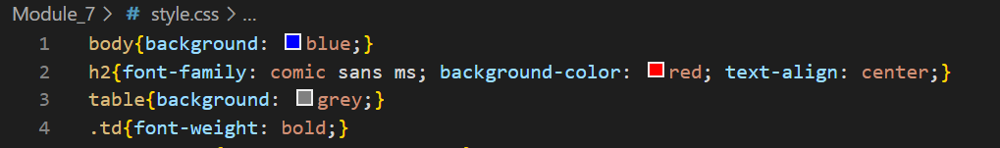 Module_7 > # style.css > ...
1 body{background: blue;}
2 h2{font-family: comic sans ms; background-color: red; text-align: center;}
3 table{background: grey;}
4 .td{font-weight: bold;}